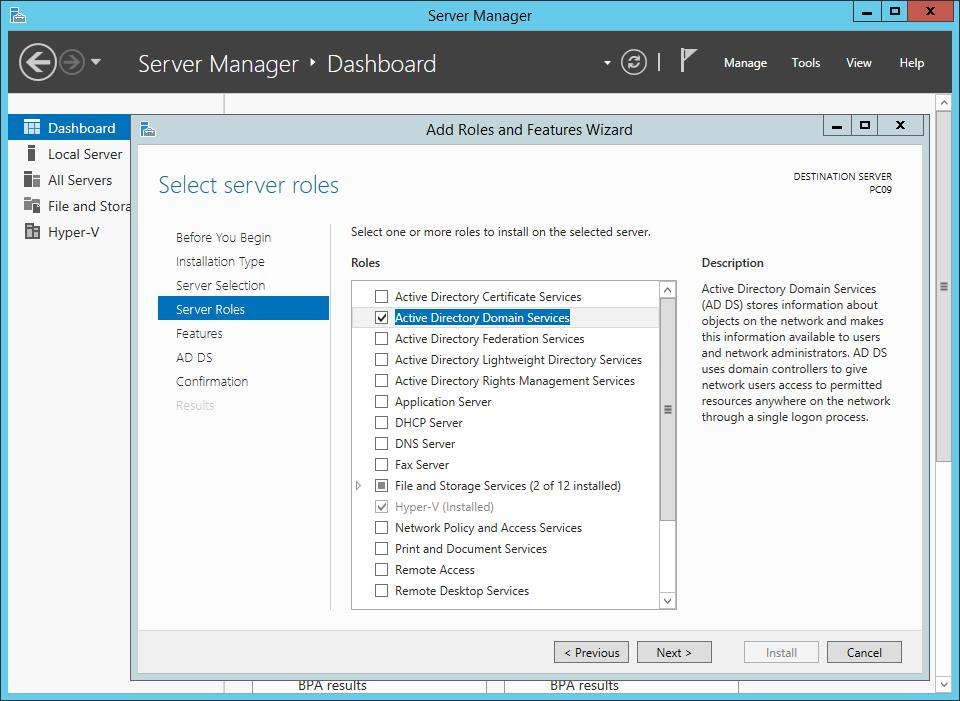 Server Manager
Server Manager
Dashboard
Manage
Tools
View
Help
Dashboard
Local Server
All Servers
File and Stora
Hyper-V
Add Roles and Features Wizard
Select server roles
DESTINATION SERVER
PC09
Before You Begin
Installation Type
Server Selection
Server Roles
Features
AD DS
Confirmation
Results
Select one or more roles to install on the selected server.
Roles
Active Directory Certificate Services
Active Directory Domain Services
Active Directory Federation Services
Active Directory Lightweight Directory Services
Active Directory Rights Management Services
Application Server
DHCP Server
DNS Server
Fax Server
File and Storage Services (2 of 12 installed)
Hyper-V (Installed)
Network Policy and Access Services
Print and Document Services
Remote Access
Remote Desktop Services
Description
Active Directory Domain Services
(AD DS) stores information about
objects on the network and makes
this information available to users
and network administrators. AD DS
uses domain controllers to give
network users access to permitted
resources anywhere on the network
through a single logon process.
< Previous
Next >
Install
Cancel
BPA results
BPA results